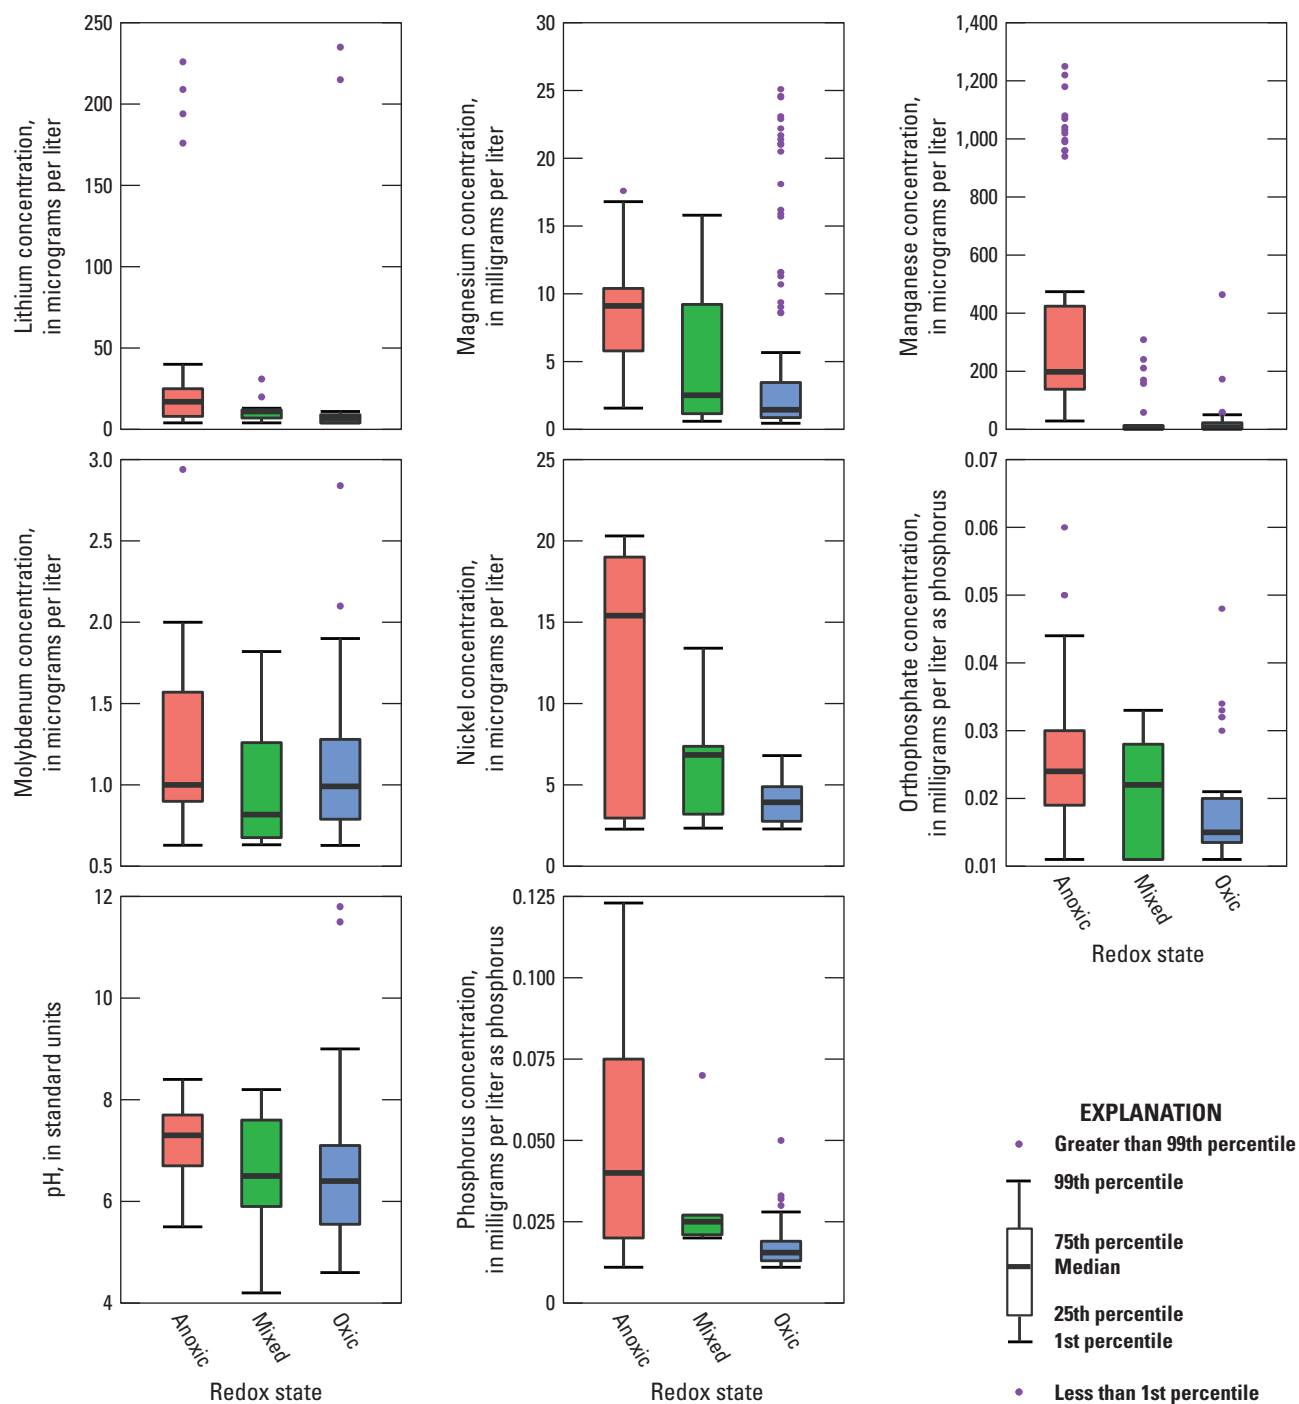 Lithium concentration,
in micrograms per liter
250
200
150
100
50
0
Magnesium concentration,
in milligrams per liter
30
25
20
15
10
5
0
Manganese concentration,
in micrograms per liter
1,400
1,200
1,000
800
600
400
200
0
Molybdenum concentration,
in micrograms per liter
3.0
2.5
2.0
1.5
1.0
0.5
Nickel concentration,
in micrograms per liter
25
20
15
10
5
0
Orthophosphate concentration,
in milligrams per liter as phosphorus
0.07
0.06
0.05
0.04
0.03
0.02
0.01
Anoxic
Mixed
Oxic
Redox state
pH, in standard units
12
10
8
6
4
Anoxic
Mixed
Oxic
Redox state
Phosphorus concentration,
in milligrams per liter as phosphorus
0.125
0.100
0.075
0.050
0.025
0
Anoxic
Mixed
Oxic
Redox state
EXPLANATION
Greater than 99th percentile
99th percentile
75th percentile
Median
25th percentile
1st percentile
Less than 1st percentile